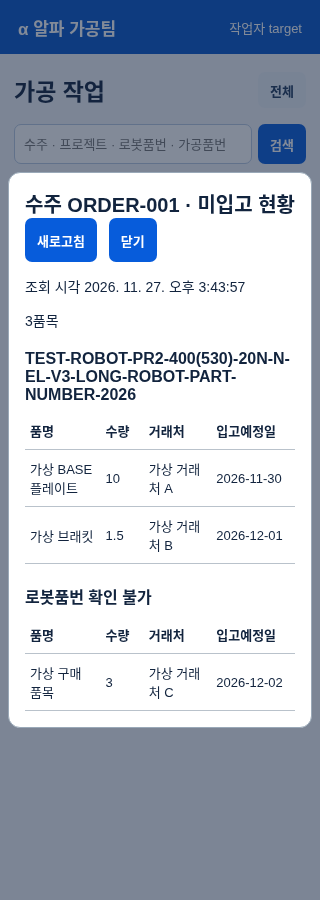 α 알파 가공팀 작업자 target
가공 작업 전체
수주 · 프로젝트 · 로봇품번 · 가공품번 검색
수주 ORDER-001 · 미입고 현황
새로고침 닫기
조회 시각 2026. 11. 27. 오후 3:43:57
3품목
TEST-ROBOT-PR2-400(530)-20N-N-
EL-V3-LONG-ROBOT-PART-
NUMBER-2026
품명 수량 거래처 입고예정일
가상 BASE
플레이트 10 가상 거래
처 A 2026-11-30
가상 브래킷 1.5 가상 거래
처 B 2026-12-01
로봇품번 확인 불가
품명 수량 거래처 입고예정일
가상 구매
품목 3 가상 거래
처 C 2026-12-02